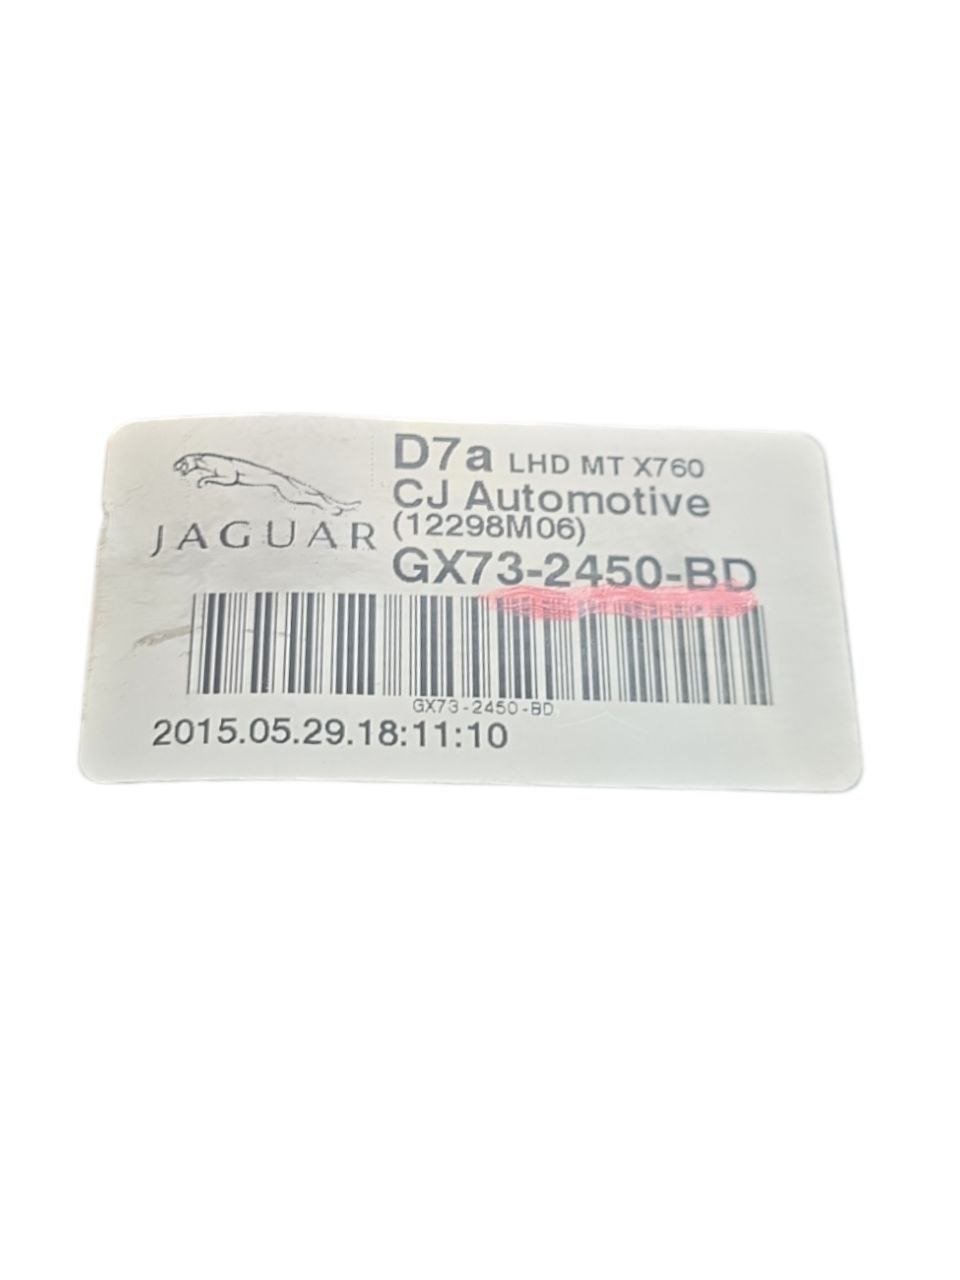 D7a LHD MT X760
CJ Automotive
(12298M06)
JAGUAR
GX73-2450-BD
GX73-2450-BD
2015.05.29.18:11:10